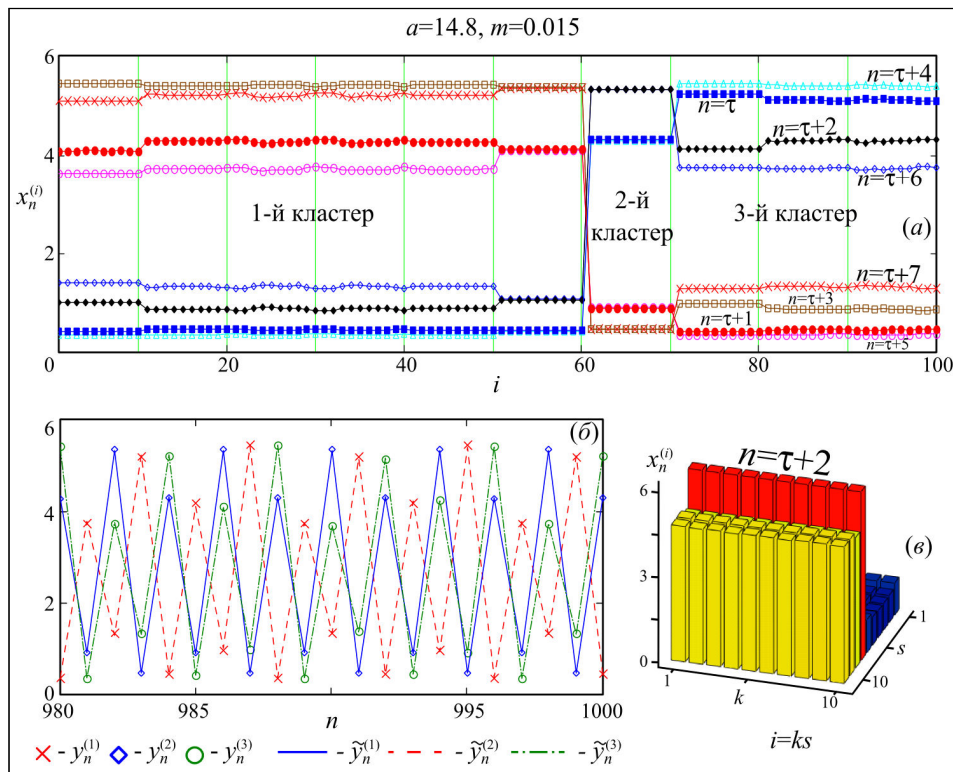 a=14.8, m=0.015
6
4
2
0
x_n^(i)
n=τ+4
n=τ
n=τ+2
n=τ+6
1-й кластер
2-й
кластер
3-й кластер
(а)
n=τ+7
n=τ+3
n=τ+1
n=τ+5
0 20 40 60 80 100
i
6
4
2
0
(б)
980 985 990 995 1000
n
- y_n^(1) - y_n^(2) - y_n^(3) - ỹ_n^(1) - ỹ_n^(2) - ỹ_n^(3)
x_n^(i)
n=τ+2
6
3
0
(в)
1
s
10
1
k
10
i=ks